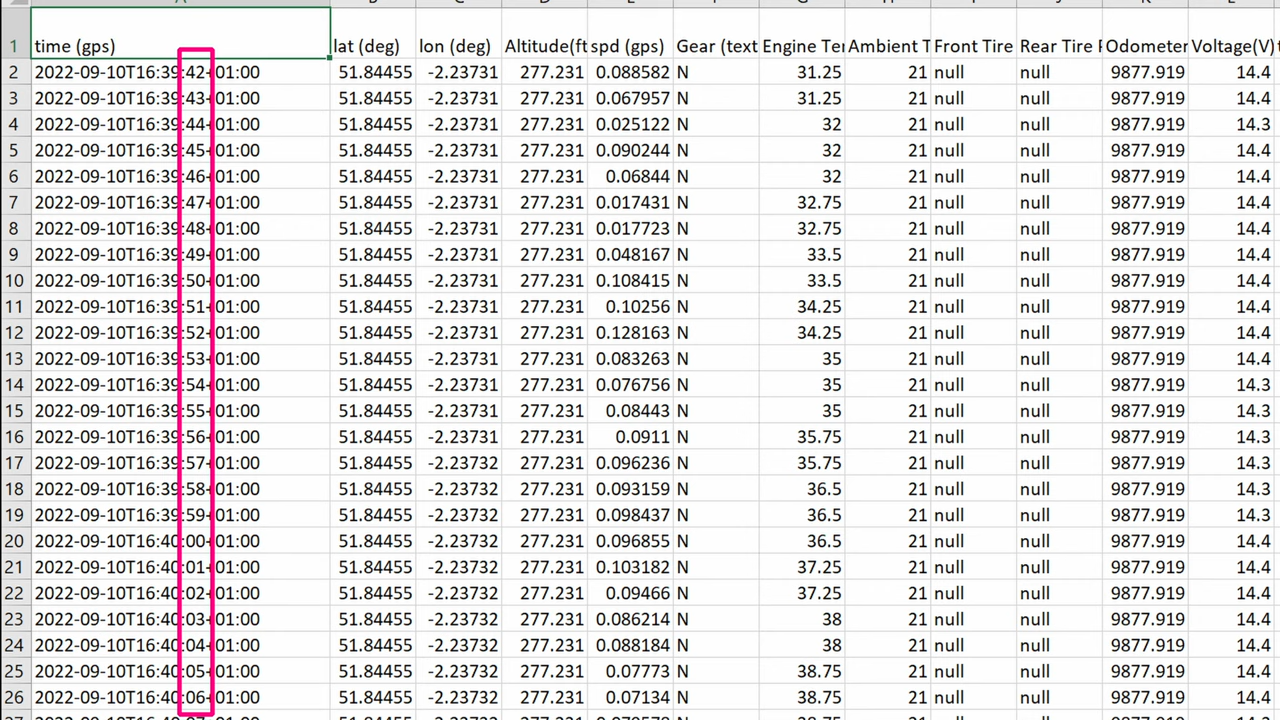 1 time (gps) lat (deg) lon (deg) Altitude(ft spd (gps) Gear (text Engine Ter Ambient T Front Tire Rear Tire Odometer Voltage(V)
2 2022-09-10T16:39:42+01:00 51.84455 -2.23731 277.231 0.088582 N 31.25 21 null null 9877.919 14.4
3 2022-09-10T16:39:43+01:00 51.84455 -2.23731 277.231 0.067957 N 31.25 21 null null 9877.919 14.4
4 2022-09-10T16:39:44+01:00 51.84455 -2.23731 277.231 0.025122 N 32 21 null null 9877.919 14.3
5 2022-09-10T16:39:45+01:00 51.84455 -2.23731 277.231 0.090244 N 32 21 null null 9877.919 14.4
6 2022-09-10T16:39:46+01:00 51.84455 -2.23731 277.231 0.06844 N 32 21 null null 9877.919 14.4
7 2022-09-10T16:39:47+01:00 51.84455 -2.23731 277.231 0.017431 N 32.75 21 null null 9877.919 14.4
8 2022-09-10T16:39:48+01:00 51.84455 -2.23731 277.231 0.017723 N 32.75 21 null null 9877.919 14.4
9 2022-09-10T16:39:49+01:00 51.84455 -2.23731 277.231 0.048167 N 33.5 21 null null 9877.919 14.4
10 2022-09-10T16:39:50+01:00 51.84455 -2.23731 277.231 0.108415 N 33.5 21 null null 9877.919 14.4
11 2022-09-10T16:39:51+01:00 51.84455 -2.23731 277.231 0.10256 N 34.25 21 null null 9877.919 14.4
12 2022-09-10T16:39:52+01:00 51.84455 -2.23731 277.231 0.128163 N 34.25 21 null null 9877.919 14.4
13 2022-09-10T16:39:53+01:00 51.84455 -2.23731 277.231 0.083263 N 35 21 null null 9877.919 14.4
14 2022-09-10T16:39:54+01:00 51.84455 -2.23731 277.231 0.076756 N 35 21 null null 9877.919 14.3
15 2022-09-10T16:39:55+01:00 51.84455 -2.23731 277.231 0.08443 N 35 21 null null 9877.919 14.3
16 2022-09-10T16:39:56+01:00 51.84455 -2.23731 277.231 0.0911 N 35.75 21 null null 9877.919 14.3
17 2022-09-10T16:39:57+01:00 51.84455 -2.23732 277.231 0.096236 N 35.75 21 null null 9877.919 14.3
18 2022-09-10T16:39:58+01:00 51.84455 -2.23732 277.231 0.093159 N 36.5 21 null null 9877.919 14.3
19 2022-09-10T16:39:59+01:00 51.84455 -2.23732 277.231 0.098437 N 36.5 21 null null 9877.919 14.3
20 2022-09-10T16:40:00+01:00 51.84455 -2.23732 277.231 0.096855 N 36.5 21 null null 9877.919 14.4
21 2022-09-10T16:40:01+01:00 51.84455 -2.23732 277.231 0.103182 N 37.25 21 null null 9877.919 14.4
22 2022-09-10T16:40:02+01:00 51.84455 -2.23732 277.231 0.09466 N 37.25 21 null null 9877.919 14.4
23 2022-09-10T16:40:03+01:00 51.84455 -2.23732 277.231 0.086214 N 38 21 null null 9877.919 14.4
24 2022-09-10T16:40:04+01:00 51.84455 -2.23732 277.231 0.088184 N 38 21 null null 9877.919 14.4
25 2022-09-10T16:40:05+01:00 51.84455 -2.23732 277.231 0.07773 N 38.75 21 null null 9877.919 14.4
26 2022-09-10T16:40:06+01:00 51.84455 -2.23732 277.231 0.07134 N 38.75 21 null null 9877.919 14.4